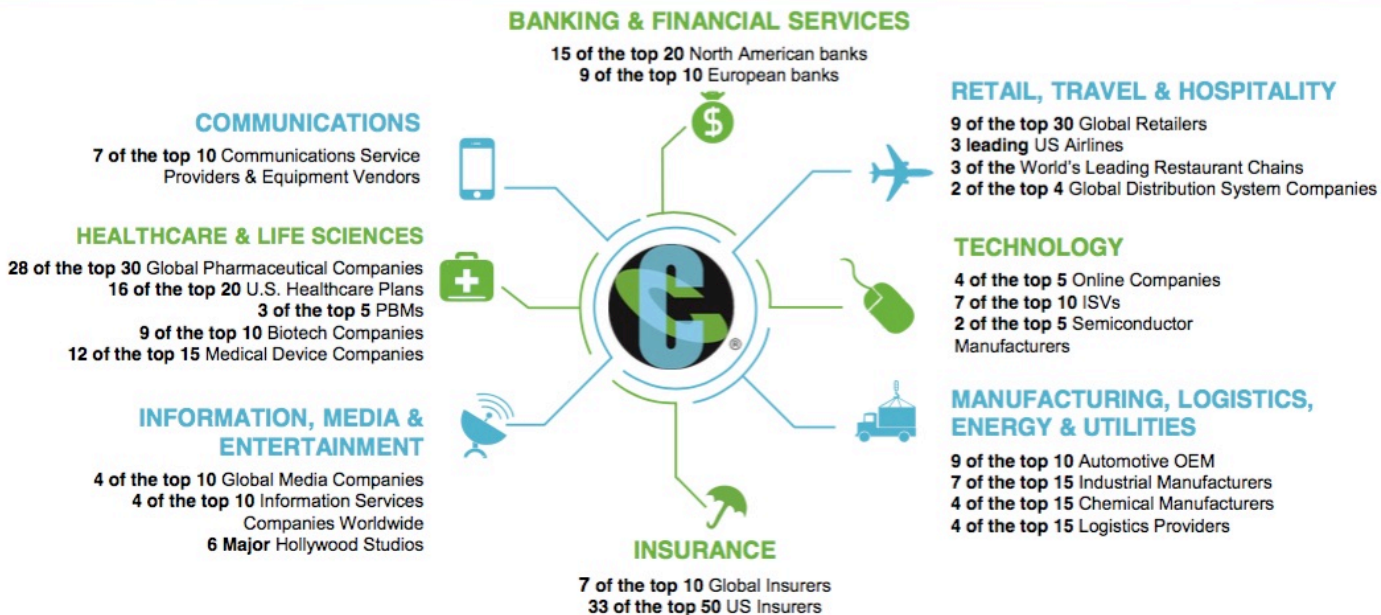 BANKING & FINANCIAL SERVICES
15 of the top 20 North American banks
9 of the top 10 European banks
COMMUNICATIONS
7 of the top 10 Communications Service
Providers & Equipment Vendors
HEALTHCARE & LIFE SCIENCES
28 of the top 30 Global Pharmaceutical Companies
16 of the top 20 U.S. Healthcare Plans
3 of the top 5 PBMs
9 of the top 10 Biotech Companies
12 of the top 15 Medical Device Companies
INFORMATION, MEDIA &
ENTERTAINMENT
4 of the top 10 Global Media Companies
4 of the top 10 Information Services
Companies Worldwide
6 Major Hollywood Studios
$
C
®
RETAIL, TRAVEL & HOSPITALITY
9 of the top 30 Global Retailers
3 leading US Airlines
3 of the World's Leading Restaurant Chains
2 of the top 4 Global Distribution System Companies
TECHNOLOGY
4 of the top 5 Online Companies
7 of the top 10 ISVs
2 of the top 5 Semiconductor
Manufacturers
MANUFACTURING, LOGISTICS,
ENERGY & UTILITIES
9 of the top 10 Automotive OEM
7 of the top 15 Industrial Manufacturers
4 of the top 15 Chemical Manufacturers
4 of the top 15 Logistics Providers
INSURANCE
7 of the top 10 Global Insurers
33 of the top 50 US Insurers